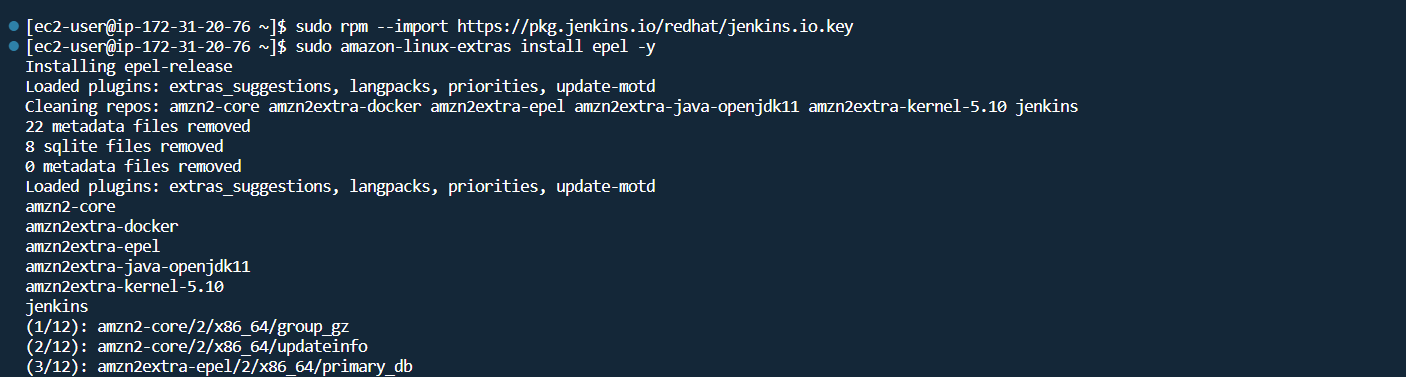 [ec2-user@ip-172-31-20-76 ~]$ sudo rpm --import https://pkg.jenkins.io/redhat/jenkins.io.key
[ec2-user@ip-172-31-20-76 ~]$ sudo amazon-linux-extras install epel -y
Installing epel-release
Loaded plugins: extras_suggestions, langpacks, priorities, update-motd
Cleaning repos: amzn2-core amzn2extra-docker amzn2extra-epel amzn2extra-java-openjdk11 amzn2extra-kernel-5.10 jenkins
22 metadata files removed
8 sqlite files removed
0 metadata files removed
Loaded plugins: extras_suggestions, langpacks, priorities, update-motd
amzn2-core
amzn2extra-docker
amzn2extra-epel
amzn2extra-java-openjdk11
amzn2extra-kernel-5.10
jenkins
(1/12): amzn2-core/2/x86_64/group_gz
(2/12): amzn2-core/2/x86_64/updateinfo
(3/12): amzn2extra-epel/2/x86_64/primary_db